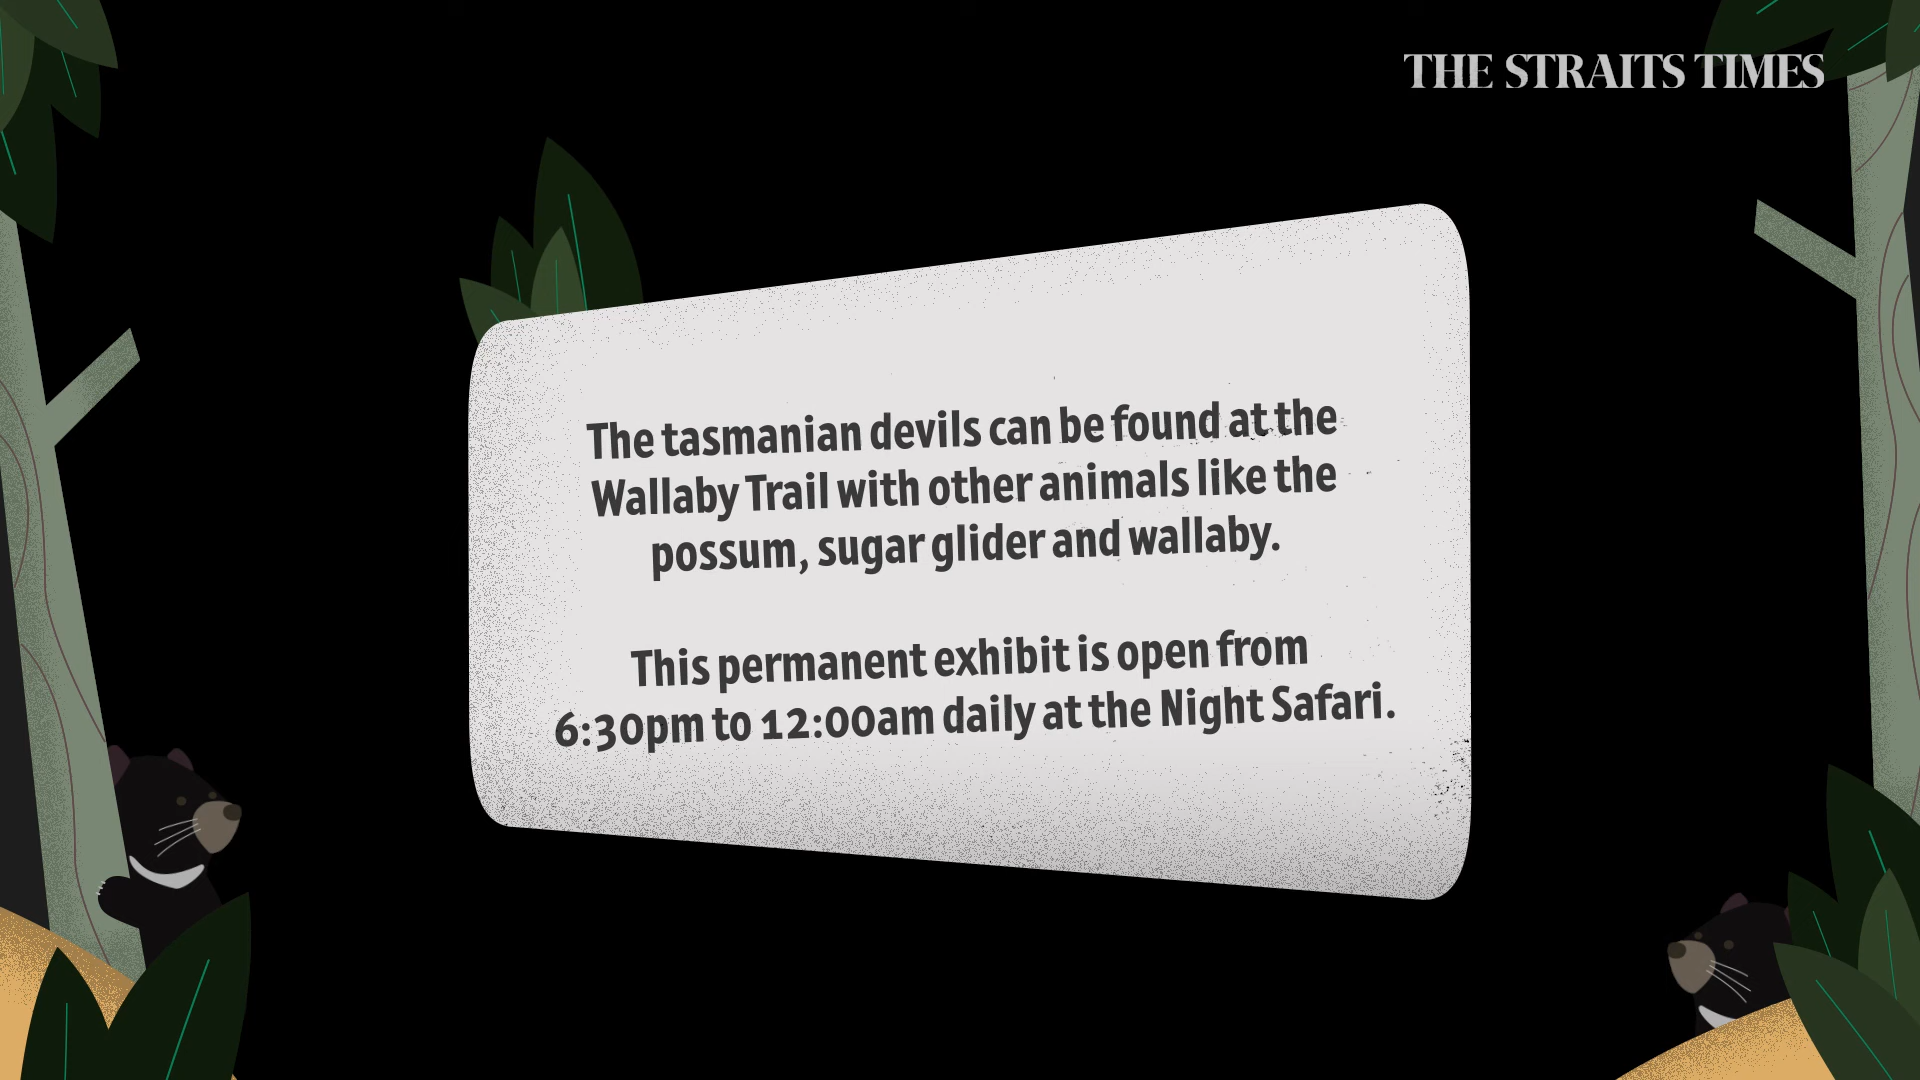 THE STRAITS TIMES
The tasmanian devils can be found at the
Wallaby Trail with other animals like the
possum, sugar glider and wallaby.
This permanent exhibit is open from
6:30pm to 12:00am daily at the Night Safari.